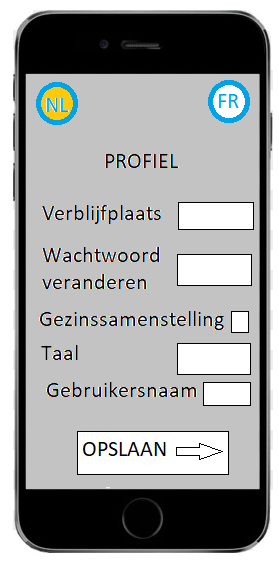 NL FR
PROFIEL
Verblijfplaats
Wachtwoord
veranderen
Gezinssamenstelling
Taal
Gebruikersnaam
OPSLAAN